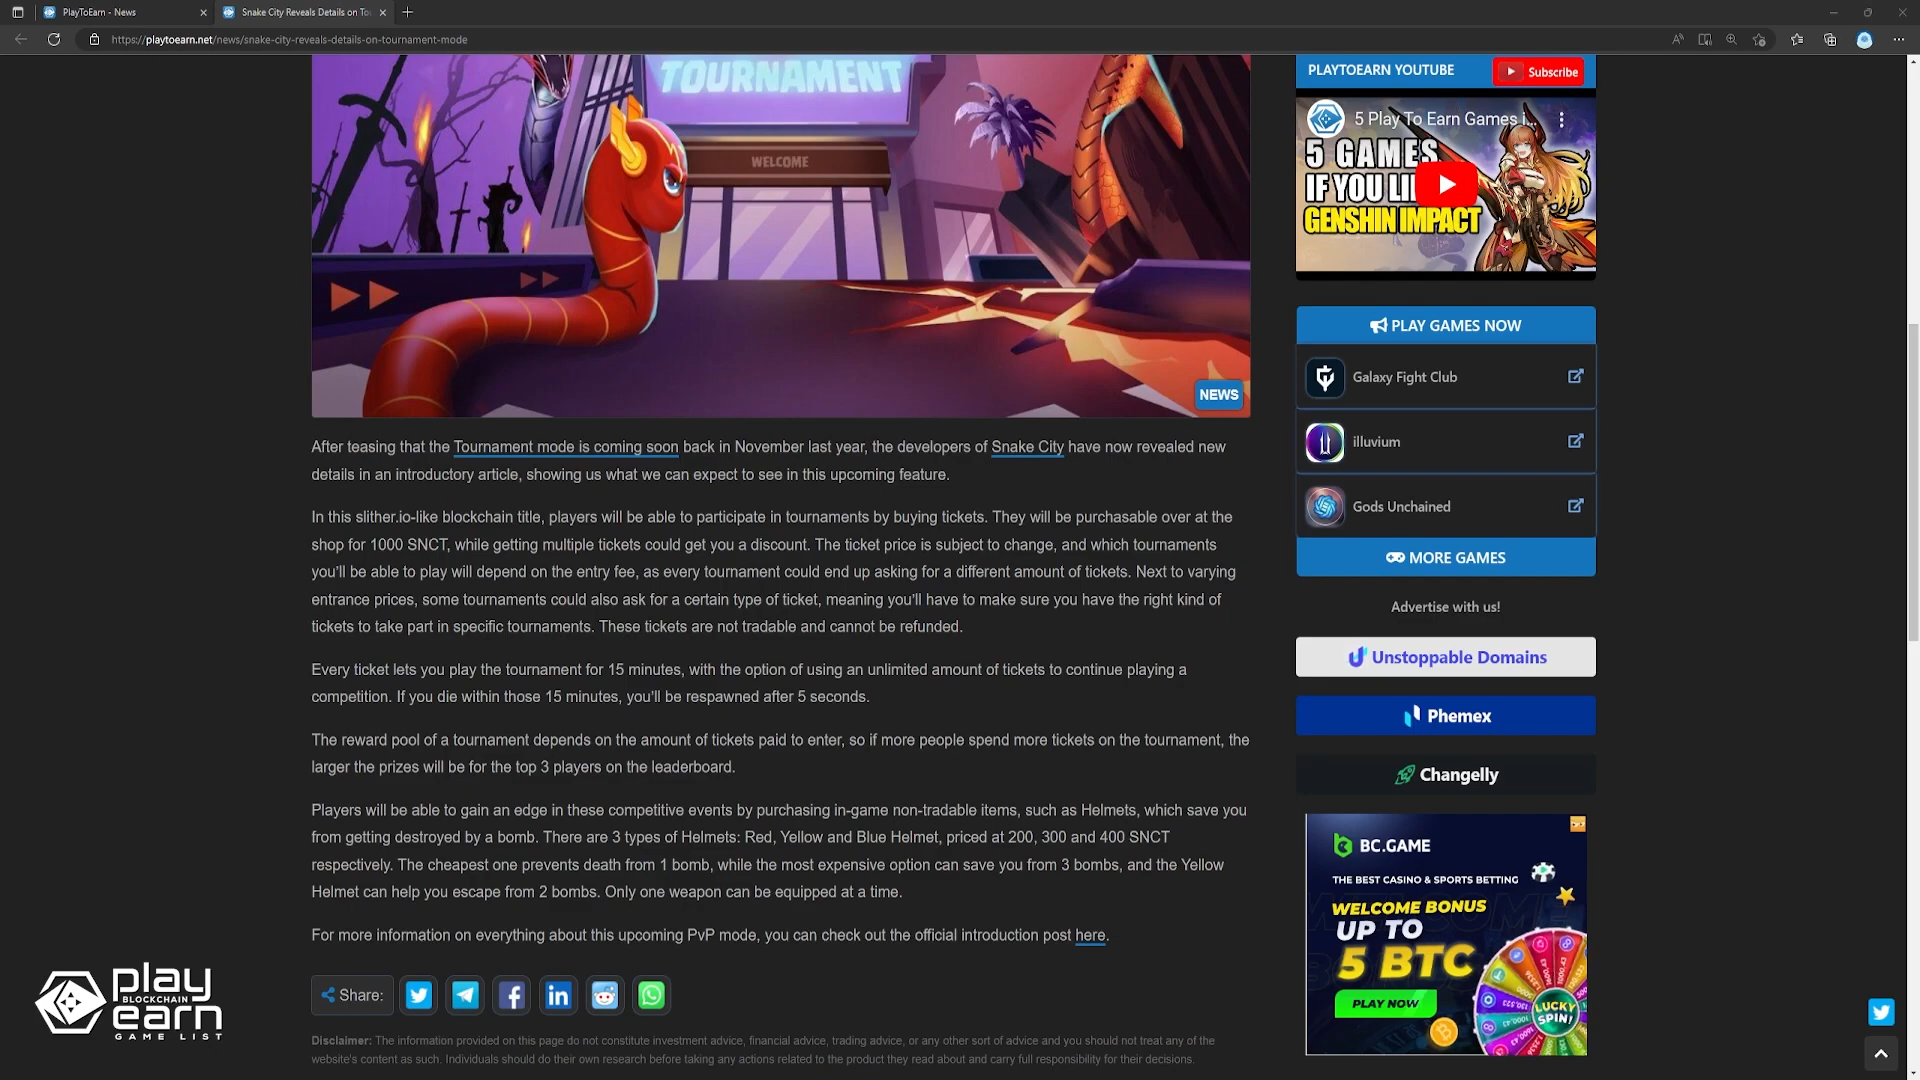 PlayToEarn - News
Snake City Reveals Details on To
https://playtoearn.net/news/snake-city-reveals-details-on-tournament-mode
TOURNAMENT
WELCOME
NEWS
After teasing that the Tournament mode is coming soon back in November last year, the developers of Snake City have now revealed new
details in an introductory article, showing us what we can expect to see in this upcoming feature.
In this slither.io-like blockchain title, players will be able to participate in tournaments by buying tickets. They will be purchasable over at the
shop for 1000 SNCT, while getting multiple tickets could get you a discount. The ticket price is subject to change, and which tournaments
you'll be able to play will depend on the entry fee, as every tournament could end up asking for a different amount of tickets. Next to varying
entrance prices, some tournaments could also ask for a certain type of ticket, meaning you'll have to make sure you have the right kind of
tickets to take part in specific tournaments. These tickets are not tradable and cannot be refunded.
Every ticket lets you play the tournament for 15 minutes, with the option of using an unlimited amount of tickets to continue playing a
competition. If you die within those 15 minutes, you'll be respawned after 5 seconds.
The reward pool of a tournament depends on the amount of tickets paid to enter, so if more people spend more tickets on the tournament, the
larger the prizes will be for the top 3 players on the leaderboard.
Players will be able to gain an edge in these competitive events by purchasing in-game non-tradable items, such as Helmets, which save you
from getting destroyed by a bomb. There are 3 types of Helmets: Red, Yellow and Blue Helmet, priced at 200, 300 and 400 SNCT
respectively. The cheapest one prevents death from 1 bomb, while the most expensive option can save you from 3 bombs, and the Yellow
Helmet can help you escape from 2 bombs. Only one weapon can be equipped at a time.
For more information on everything about this upcoming PvP mode, you can check out the official introduction post here.
Share:
Disclaimer: The information provided on this page do not constitute investment advice, financial advice, trading advice, or any other sort of advice and you should not treat any of the
website's content as such. Individuals should do their own research before taking any actions related to the product they read about and carry full responsibility for their decisions.
play
BLOCKCHAIN
earn
GAME LIST
PLAYTOEARN YOUTUBE
Subscribe
5 Play To Earn Games i...
5 GAMES
IF YOU LI
GENSHIN IMPACT
PLAY GAMES NOW
Galaxy Fight Club
illuvium
Gods Unchained
MORE GAMES
Advertise with us!
Unstoppable Domains
Phemex
Changelly
BC.GAME
THE BEST CASINO & SPORTS BETTING
WELCOME BONUS
UP TO
5 BTC
PLAY NOW
LUCKY
SPIN!